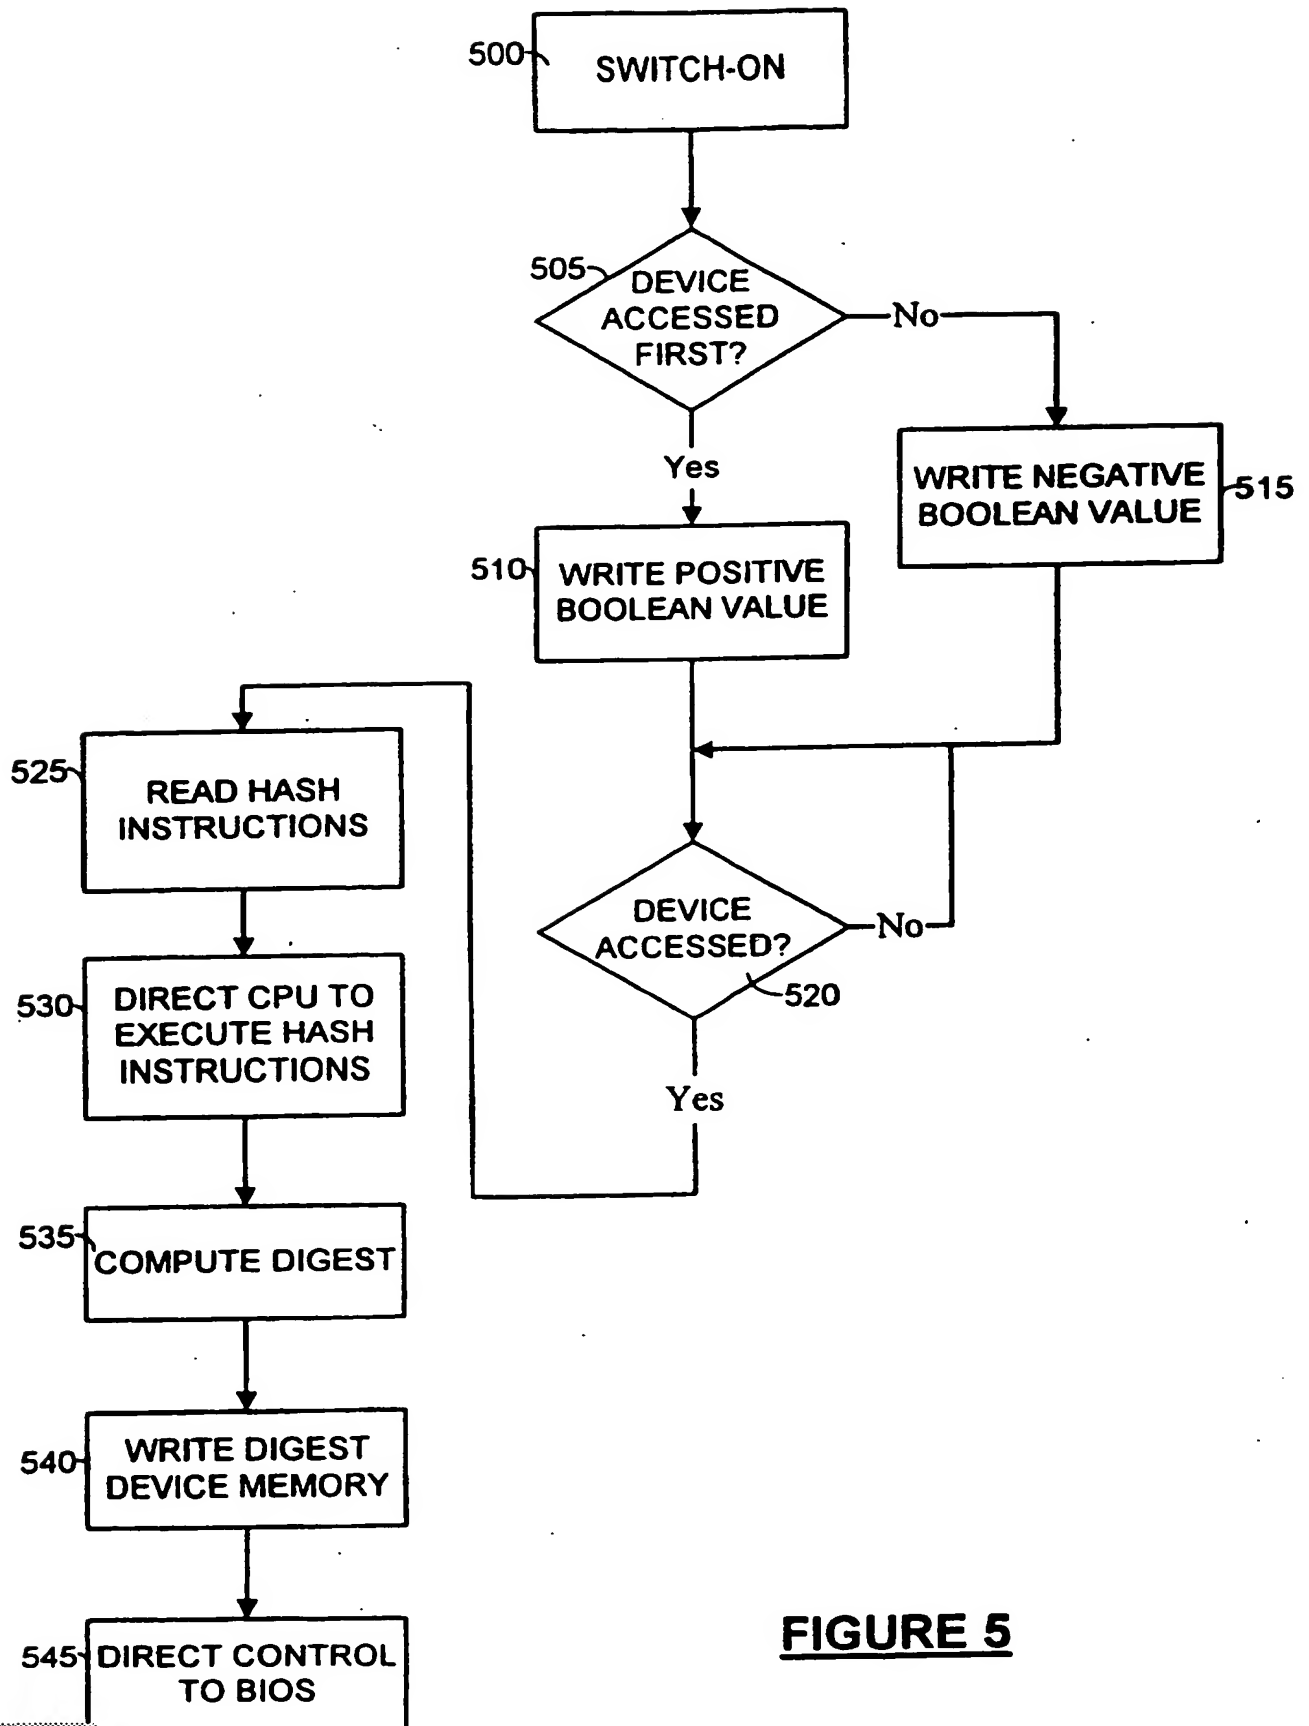 500
SWITCH-ON
505
DEVICE
ACCESSED
FIRST?
No
Yes
WRITE NEGATIVE
BOOLEAN VALUE
515
510
WRITE POSITIVE
BOOLEAN VALUE
525
READ HASH
INSTRUCTIONS
DEVICE
ACCESSED?
No
520
Yes
530
DIRECT CPU TO
EXECUTE HASH
INSTRUCTIONS
535
COMPUTE DIGEST
540
WRITE DIGEST
DEVICE MEMORY
545
DIRECT CONTROL
TO BIOS
FIGURE 5